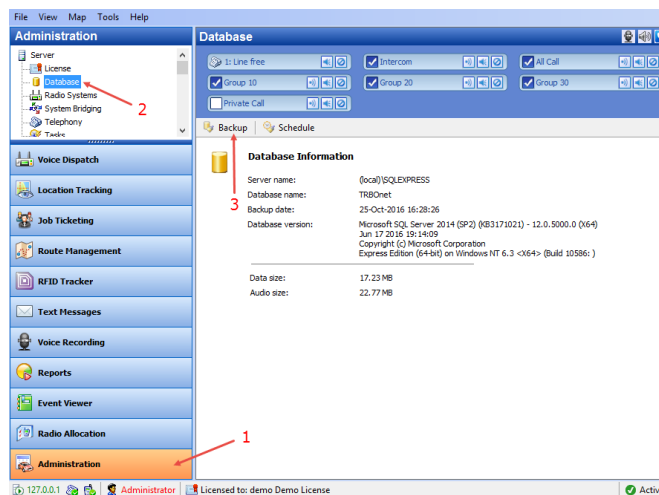 File View Map Tools Help
Administration
Database
Server
License
Database
Radio Systems
System Bridging
Telephony
Tasks
2
1: Line free
Intercom
All Call
Group 10
Group 20
Group 30
Private Call
Backup Schedule
3
Database Information
Server name: (local)\SQLEXPRESS
Database name: TRBOnet
Backup date: 25-Oct-2016 16:28:26
Database version: Microsoft SQL Server 2014 (SP2) (KB3171021) - 12.0.5000.0 (X64)
Jun 17 2016 19:14:09
Copyright (c) Microsoft Corporation
Express Edition (64-bit) on Windows NT 6.3 <X64> (Build 10586: )
Data size: 17.23 MB
Audio size: 22.77 MB
Voice Dispatch
Location Tracking
Job Ticketing
Route Management
RFID Tracker
Text Messages
Voice Recording
Reports
Event Viewer
Radio Allocation
Administration
1
127.0.0.1 Administrator Licensed to: demo Demo License Activ